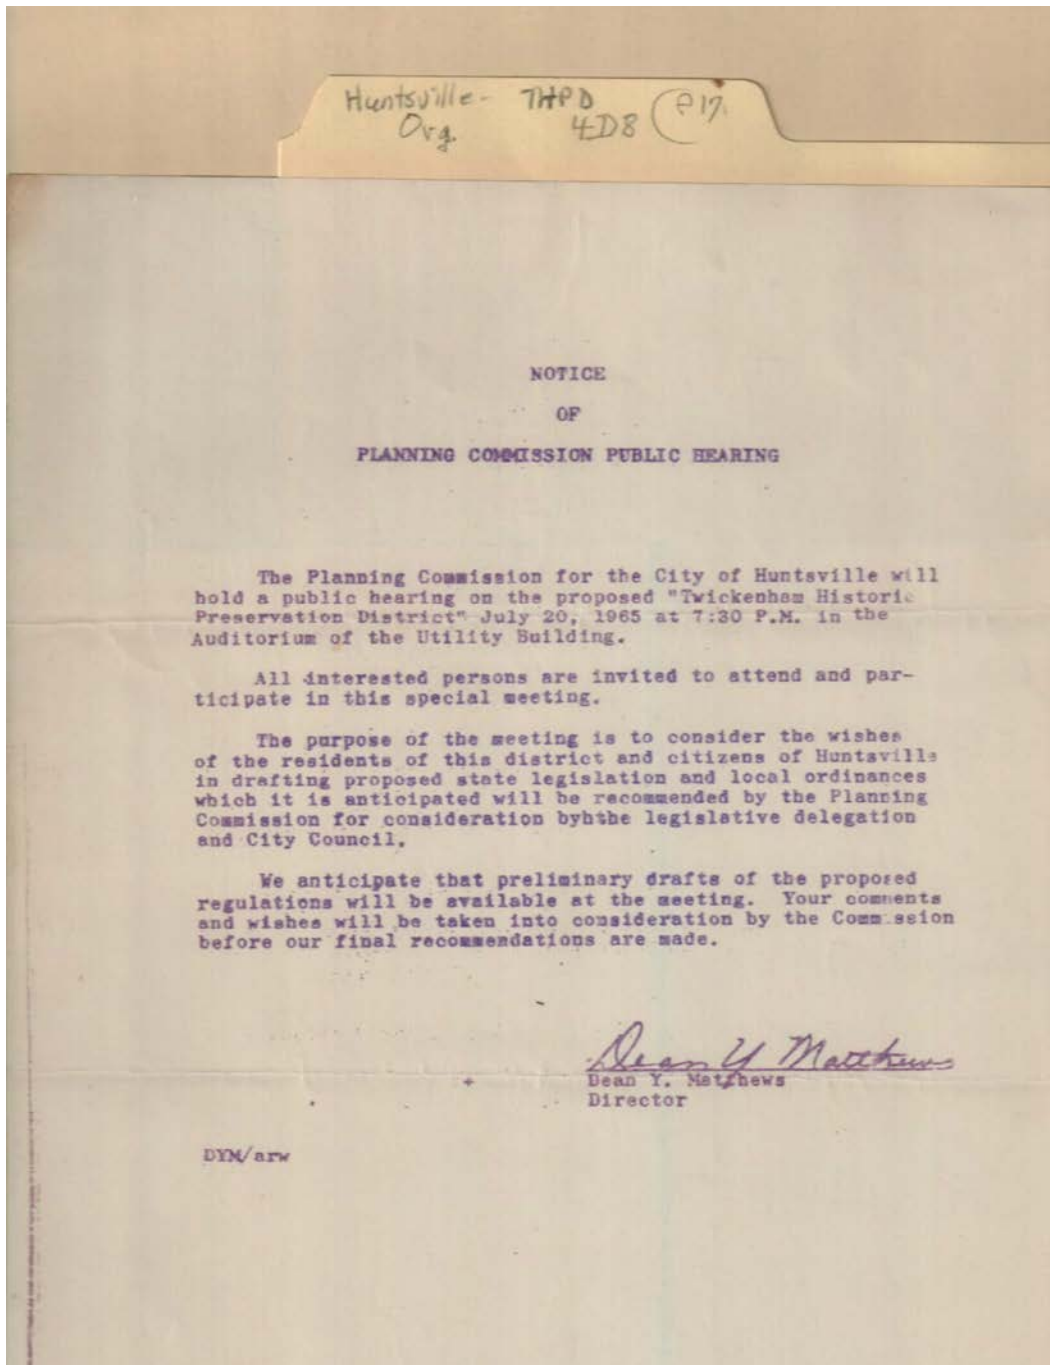 Huntsville - THPD
Org. 4D8 (P17.
NOTICE
OF
PLANNING COMMISSION PUBLIC HEARING
The Planning Commission for the City of Huntsville will
hold a public hearing on the proposed "Twickenham Historic
Preservation District" July 20, 1965 at 7:30 P.M. in the
Auditorium of the Utility Building.
All interested persons are invited to attend and par-
ticipate in this special meeting.
The purpose of the meeting is to consider the wishes
of the residents of this district and citizens of Huntsville
in drafting proposed state legislation and local ordinances
which it is anticipated will be recommended by the Planning
Commission for consideration byhthe legislative delegation
and City Council.
We anticipate that preliminary drafts of the proposed
regulations will be available at the meeting. Your comments
and wishes will be taken into consideration by the Commission
before our final recommendations are made.
Dean Y Matthews
Dean Y. Matthews
Director
DYM/arw